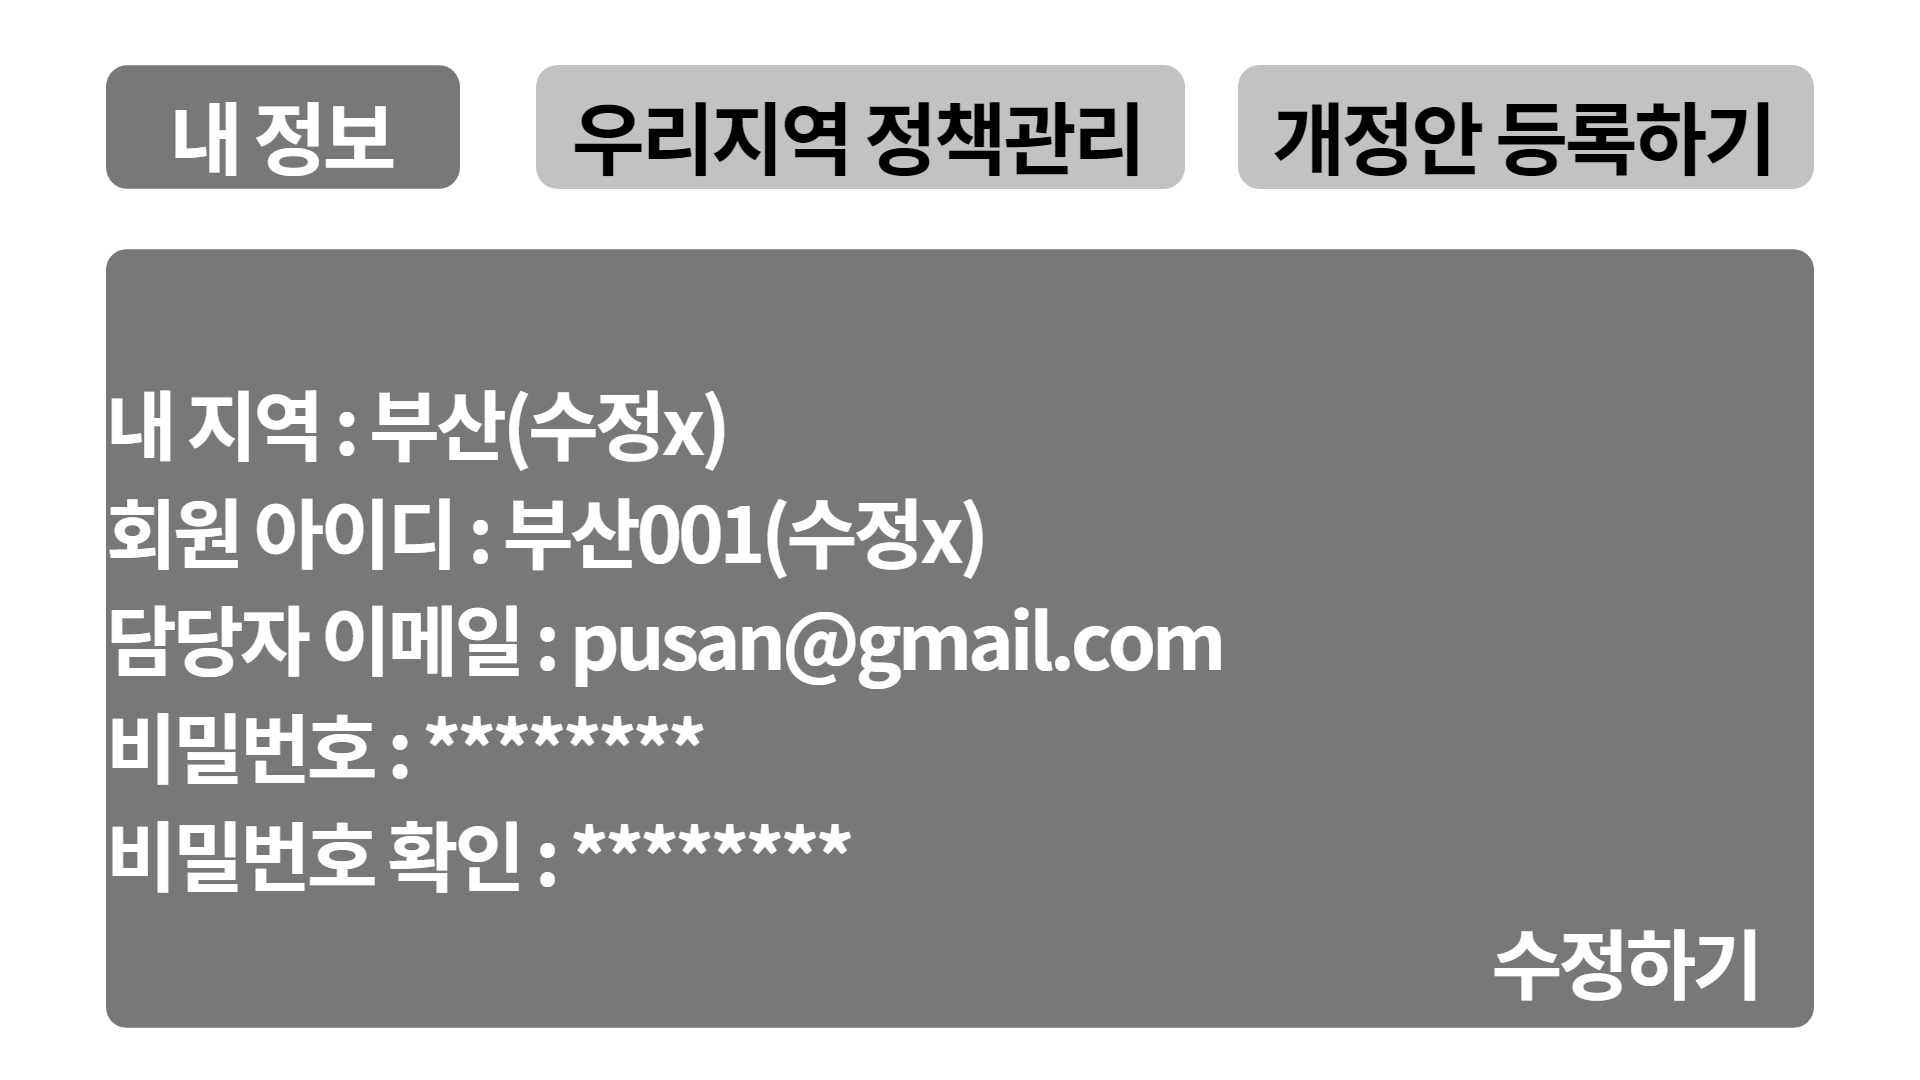 내 정보
우리지역 정책관리
개정안 등록하기
내 지역 : 부산(수정x)
회원 아이디 : 부산001(수정x)
담당자 이메일 : pusan@gmail.com
비밀번호 : ********
비밀번호 확인 : ********
수정하기